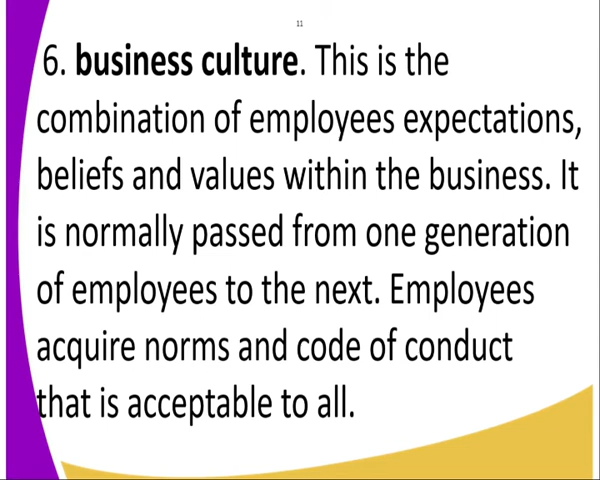 11
6. business culture. This is the
combination of employees expectations,
beliefs and values within the business. It
is normally passed from one generation
of employees to the next. Employees
acquire norms and code of conduct
that is acceptable to all.